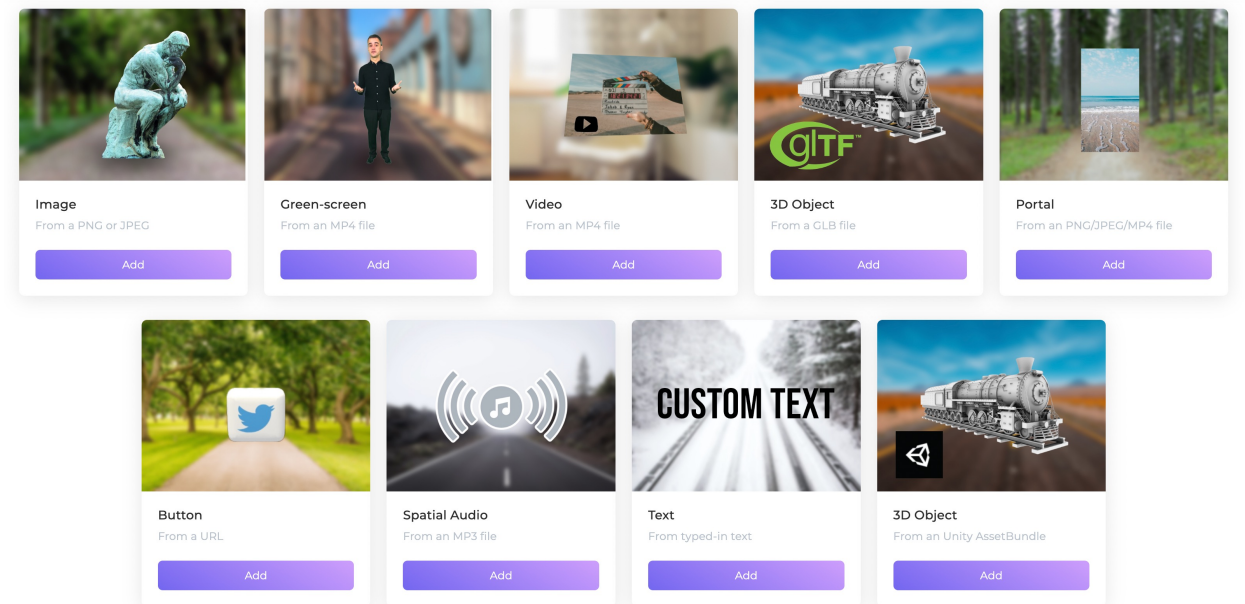 glTF™
Image
From a PNG or JPEG
Add
Green-screen
From an MP4 file
Add
Video
From an MP4 file
Add
3D Object
From a GLB file
Add
Portal
From an PNG/JPEG/MP4 file
Add
CUSTOM TEXT
Button
From a URL
Add
Spatial Audio
From an MP3 file
Add
Text
From typed-in text
Add
3D Object
From an Unity AssetBundle
Add